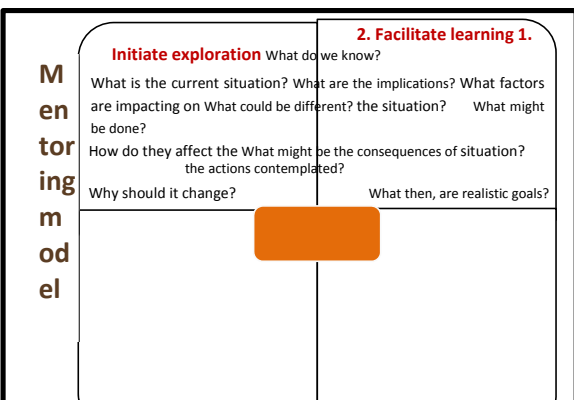 M
en
tor
ing
m
od
el
2. Facilitate learning 1.
Initiate exploration What do we know?
What is the current situation? What are the implications? What factors
are impacting on What could be different? the situation? What might
be done?
How do they affect the What might be the consequences of situation?
the actions contemplated?
Why should it change? What then, are realistic goals?